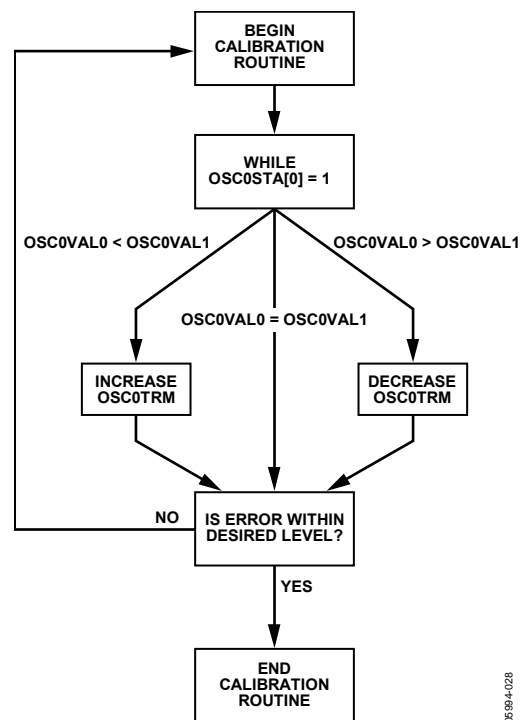 BEGIN
CALIBRATION
ROUTINE
WHILE
OSC0STA[0] = 1
OSC0VAL0 < OSC0VAL1
OSC0VAL0 > OSC0VAL1
OSC0VAL0 = OSC0VAL1
INCREASE
OSC0TRM
DECREASE
OSC0TRM
NO
IS ERROR WITHIN
DESIRED LEVEL?
YES
END
CALIBRATION
ROUTINE
05994-028